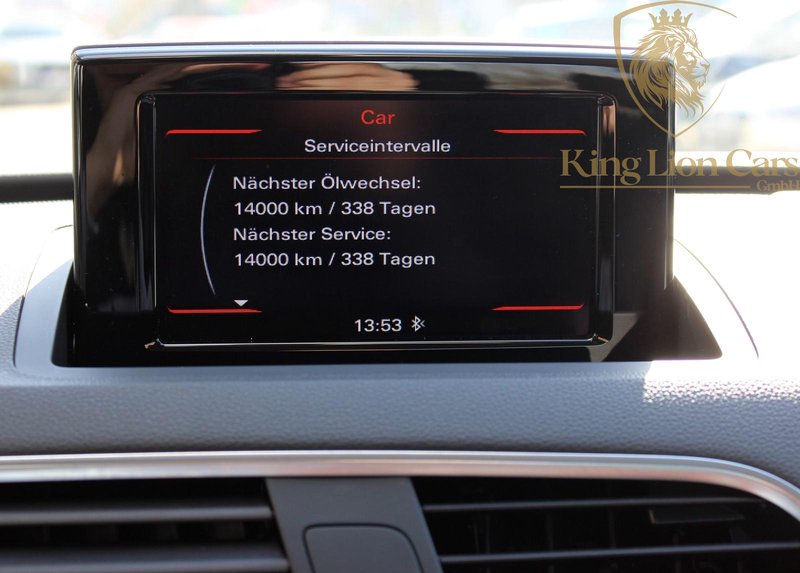 Car
Serviceintervalle
Nächster Ölwechsel:
14000 km / 338 Tagen
Nächster Service:
14000 km / 338 Tagen
13:53
King Lion Cars
GmbH